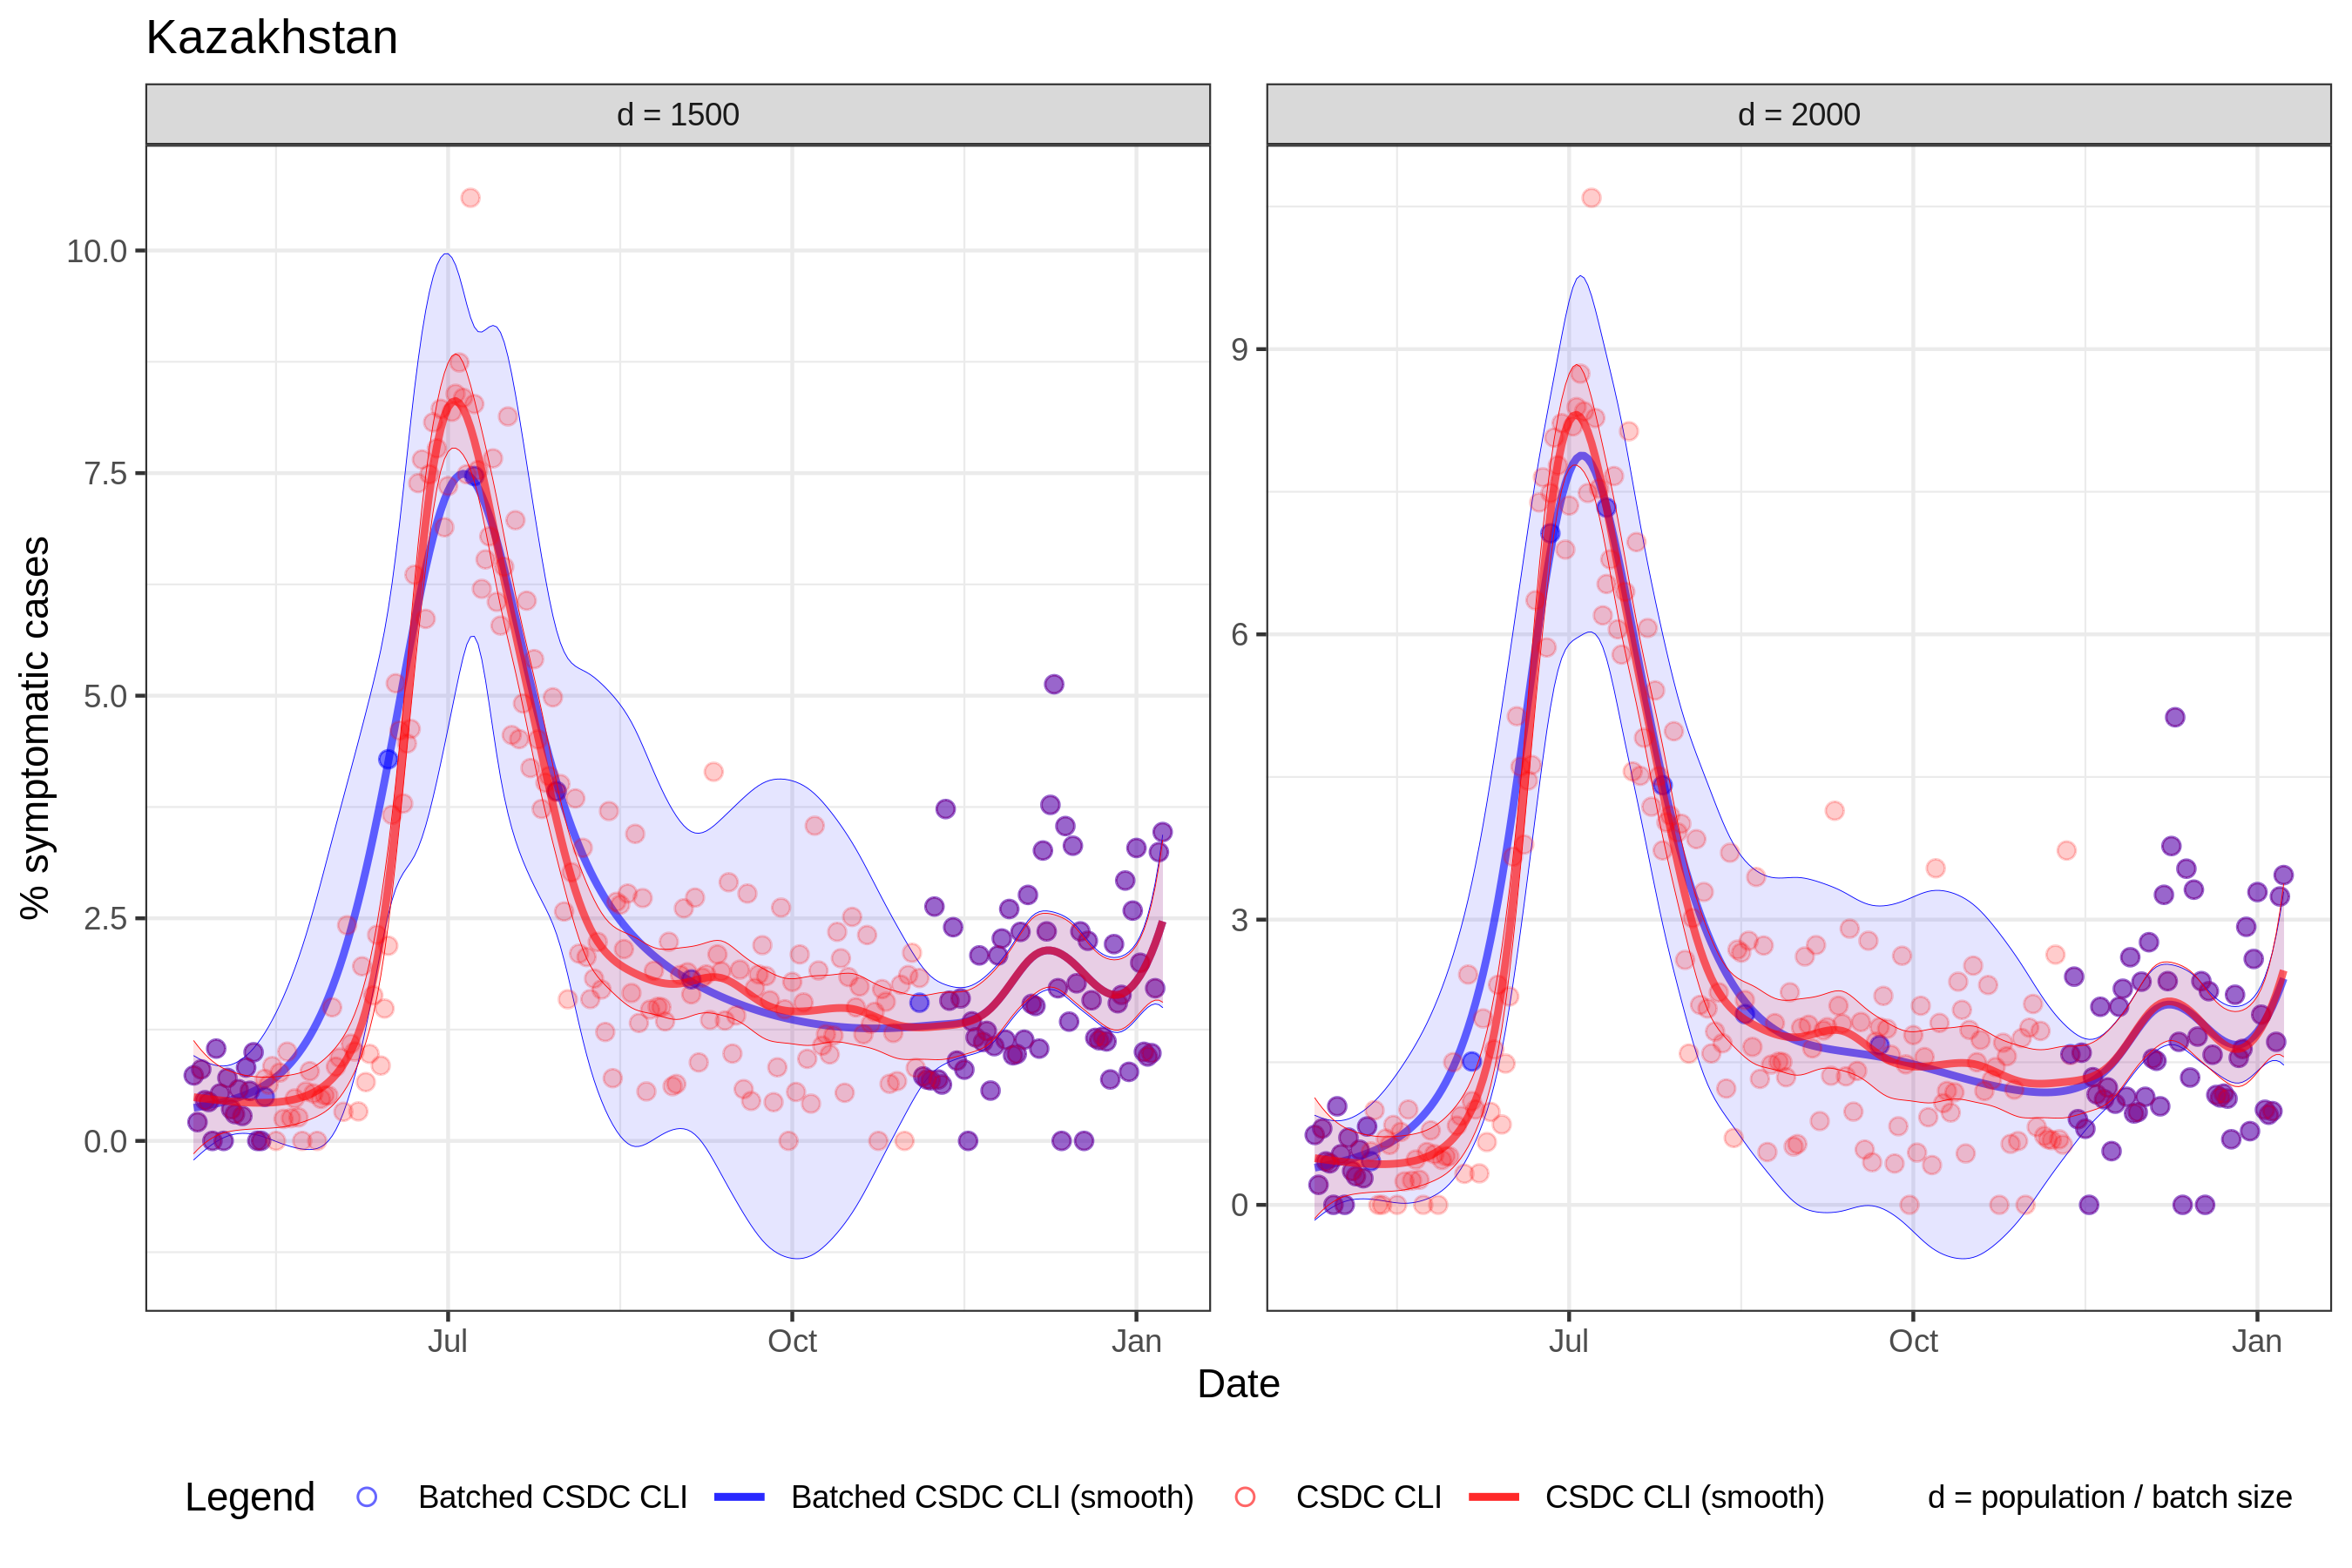 Kazakhstan
d = 1500
d = 2000
% symptomatic cases
10.0
7.5
5.0
2.5
0.0
9
6
3
0
Jul
Oct
Jan
Jul
Oct
Jan
Date
Legend
Batched CSDC CLI
Batched CSDC CLI (smooth)
CSDC CLI
CSDC CLI (smooth)
d = population / batch size